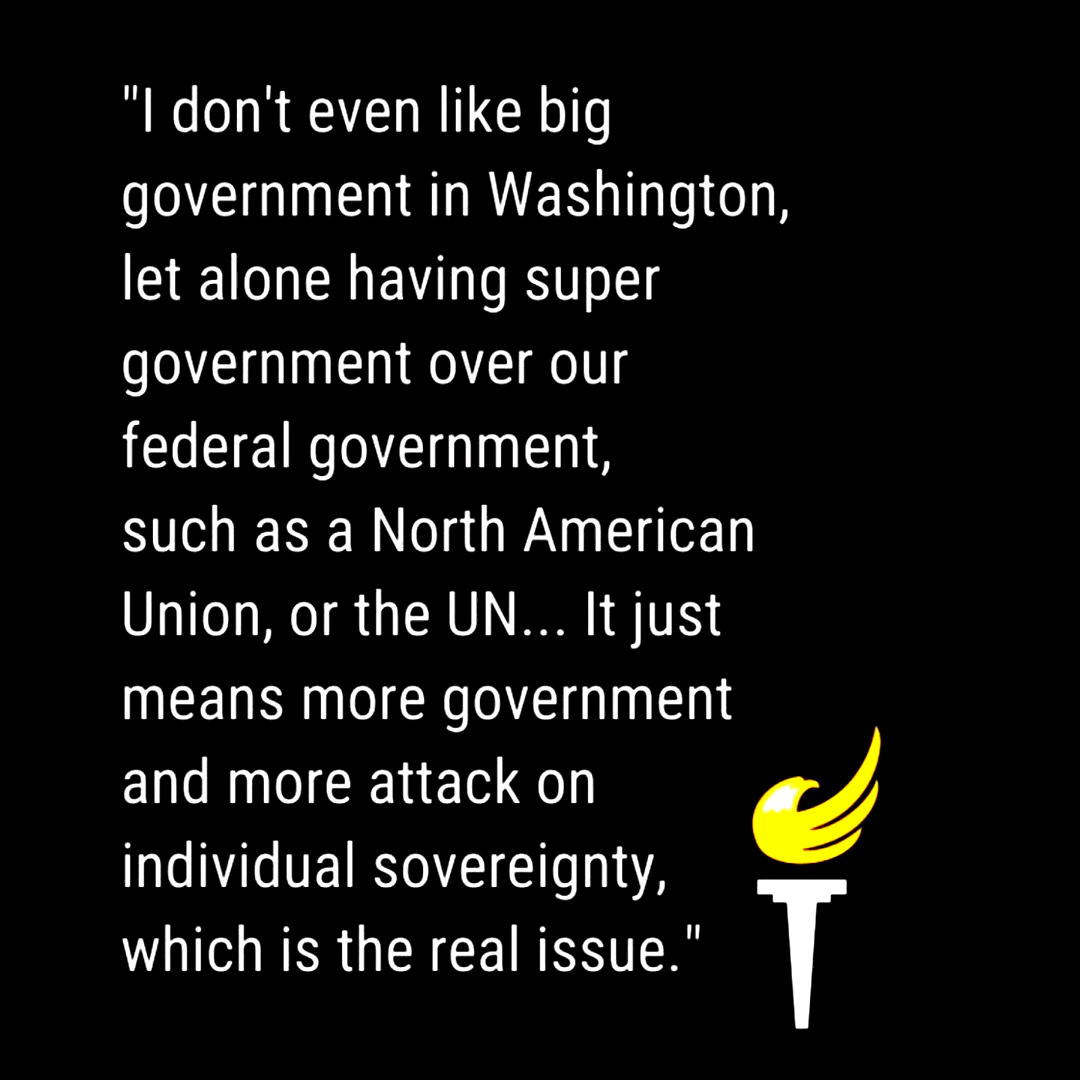 "I don't even like big
government in Washington,
let alone having super
government over our
federal government,
such as a North American
Union, or the UN... It just
means more government
and more attack on
individual sovereignty,
which is the real issue."